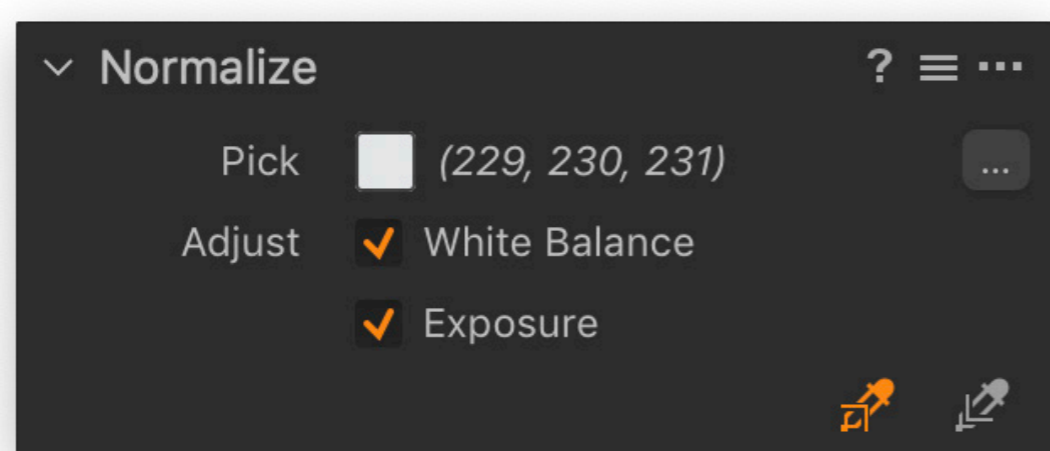 Normalize ? ...
Pick (229, 230, 231) ...
Adjust White Balance
Exposure